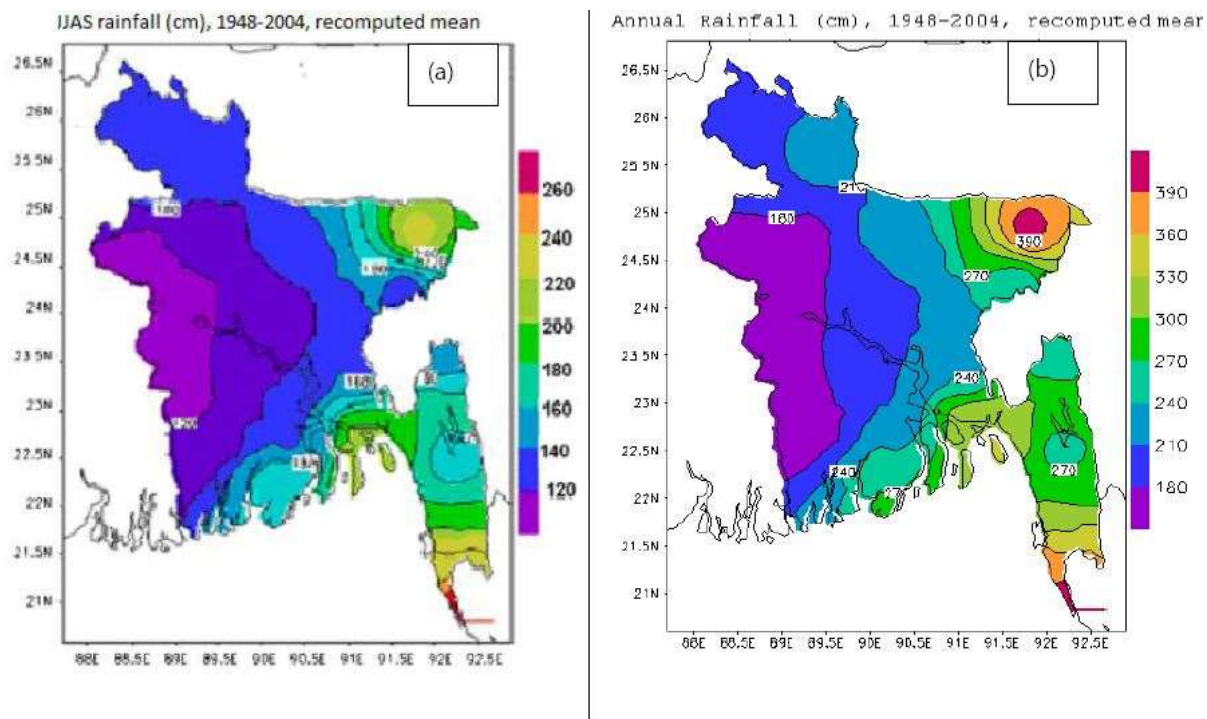 JJAS rainfall (cm), 1948-2004, recomputed mean
(a)
26.5N
26N
25.5N
25N
24.5N
24N
23.5N
23N
22.5N
22N
21.5N
21N
88E
88.5E
89E
89.5E
90E
90.5E
91E
91.5E
92E
92.5E
260
240
220
200
180
160
140
120
120
Annual Rainfall (cm), 1948-2004, recomputed mean
(b)
26.5N
26N
25.5N
25N
24.5N
24N
23.5N
23N
22.5N
22N
21.5N
21N
88E
88.5E
89E
89.5E
90E
90.5E
91E
91.5E
92E
92.5E
210
180
390
270
240
240
270
390
360
330
300
270
240
210
180